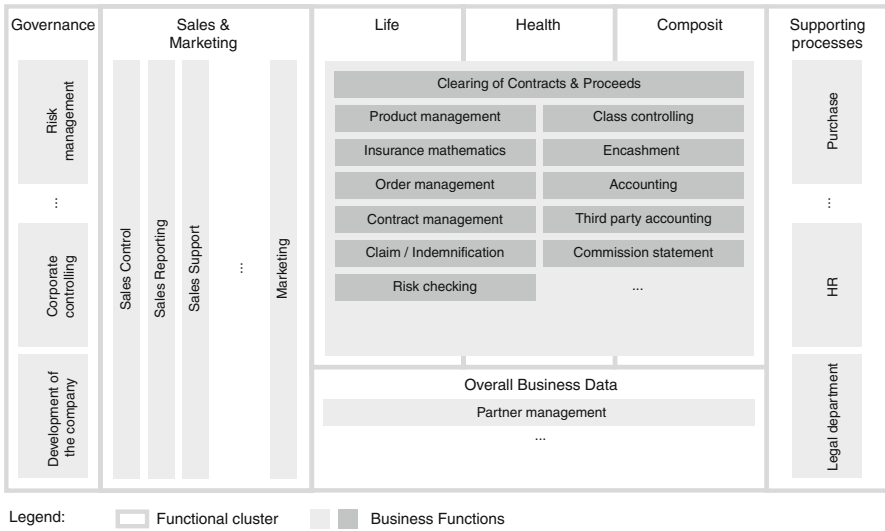 Governance
Sales &
Marketing
Life
Health
Composit
Supporting
processes
Risk
management
...
Corporate
controlling
Development of
the company
Sales Control
Sales Reporting
Sales Support
...
Marketing
Clearing of Contracts & Proceeds
Product management
Class controlling
Insurance mathematics
Encashment
Order management
Accounting
Contract management
Third party accounting
Claim / Indemnification
Commission statement
Risk checking
...
Overall Business Data
Partner management
...
Purchase
...
HR
Legal department
Legend:
Functional cluster
Business Functions